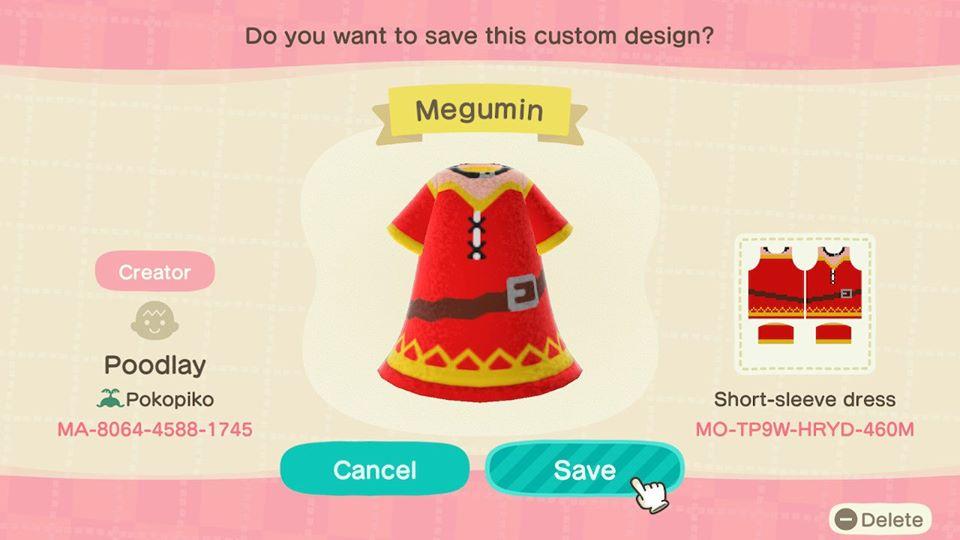 Do you want to save this custom design?
Megumin
Creator
Poodlay
Pokopiko
MA-8064-4588-1745
Short-sleeve dress
MO-TP9W-HRYD-460M
Cancel
Save
Delete